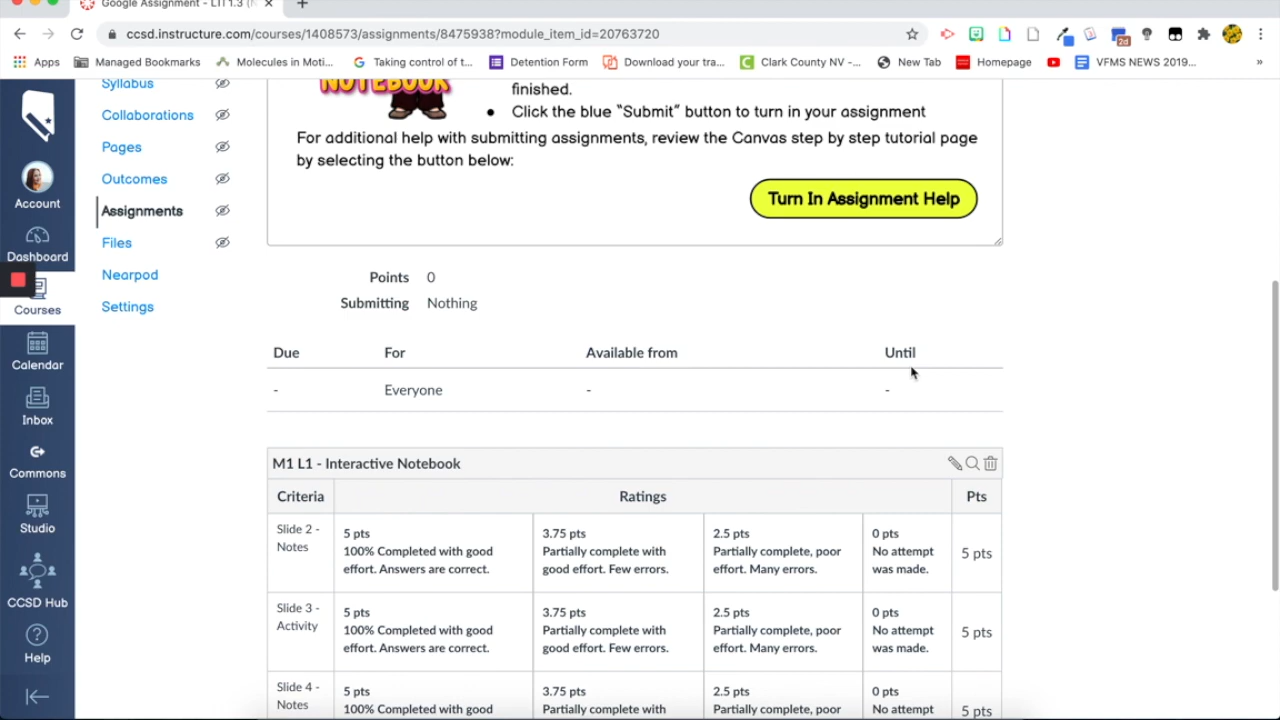 Google Assignment - LTI 1.3 (
ccsd.instructure.com/courses/1408573/assignments/8475938?module_item_id=20763720
2d
Apps Managed Bookmarks Molecules in Moti... Taking control of t... Detention Form Download your tra... Clark County NV -... New Tab Homepage VFMS NEWS 2019... »
Account
Dashboard
Courses
Calendar
Inbox
Commons
Studio
CCSD Hub
Help
Syllabus
Collaborations
Pages
Outcomes
Assignments
Files
Nearpod
Settings
NOTEBOOK
finished.
• Click the blue “Submit” button to turn in your assignment
For additional help with submitting assignments, review the Canvas step by step tutorial page
by selecting the button below:
Turn In Assignment Help
Points 0
Submitting Nothing
Due For Available from Until
- Everyone - -
M1 L1 - Interactive Notebook
Criteria Ratings Pts
Slide 2 -
Notes
5 pts
100% Completed with good
effort. Answers are correct.
3.75 pts
Partially complete with
good effort. Few errors.
2.5 pts
Partially complete, poor
effort. Many errors.
0 pts
No attempt
was made.
5 pts
Slide 3 -
Activity
5 pts
100% Completed with good
effort. Answers are correct.
3.75 pts
Partially complete with
good effort. Few errors.
2.5 pts
Partially complete, poor
effort. Many errors.
0 pts
No attempt
was made.
5 pts
Slide 4 -
Notes
5 pts
100% Completed with good
3.75 pts
Partially complete with
2.5 pts
Partially complete, poor
0 pts
No attempt
5 pts